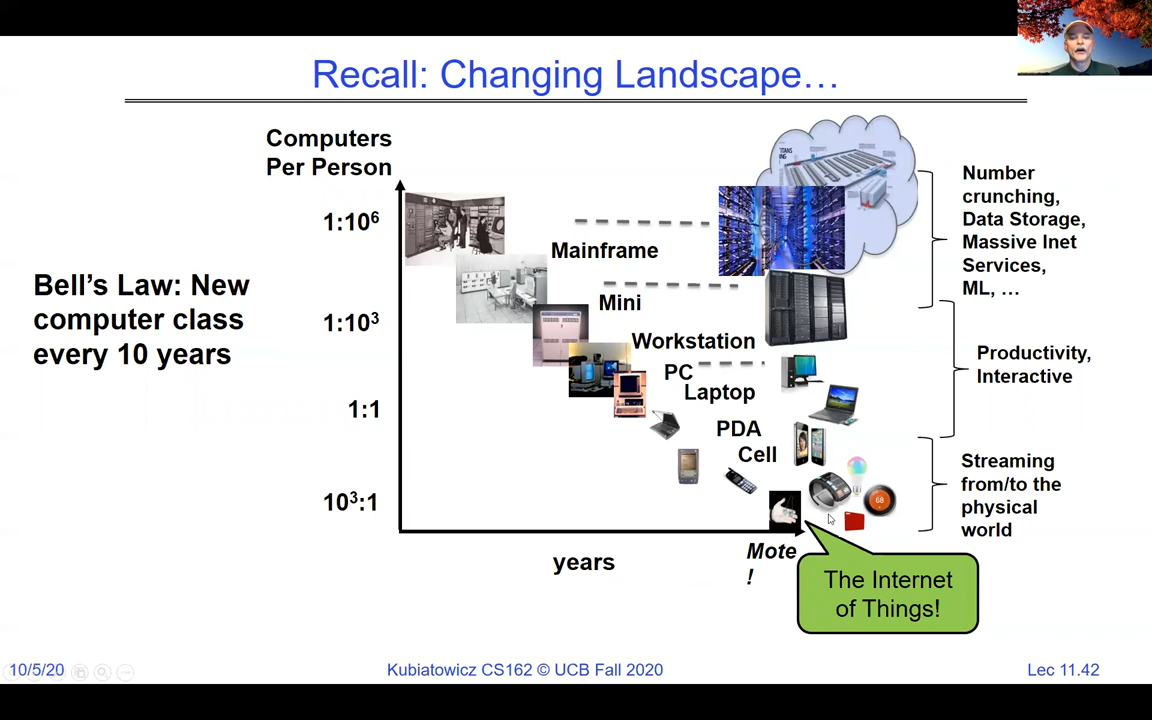 Recall: Changing Landscape…
Computers
Per Person
1:10⁶
1:10³
1:1
10³:1
Bell's Law: New
computer class
every 10 years
Mainframe
Mini
Workstation
PC
Laptop
PDA
Cell
Mote
!
years
68
The Internet
of Things!
Number
crunching,
Data Storage,
Massive Inet
Services,
ML, …
Productivity,
Interactive
Streaming
from/to the
physical
world
10/5/20
Kubiatowicz CS162 © UCB Fall 2020
Lec 11.42